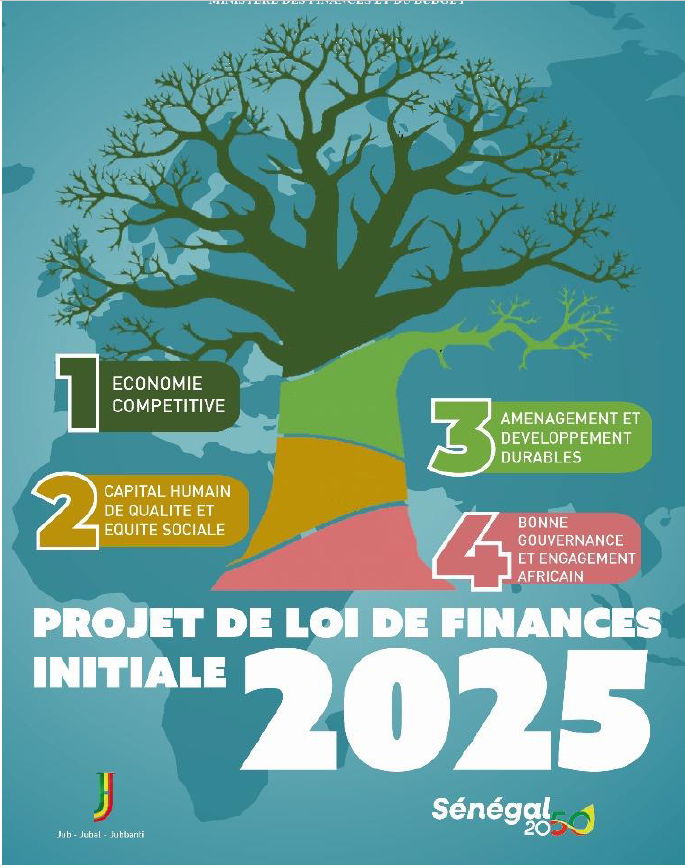 MINISTERE DES FINANCES ET DU BUDGET
1
ECONOMIE
COMPETITIVE
2
CAPITAL HUMAIN
DE QUALITE ET
EQUITE SOCIALE
3
AMENAGEMENT ET
DEVELOPPEMENT
DURABLES
4
BONNE
GOUVERNANCE
ET ENGAGEMENT
AFRICAIN
PROJET DE LOI DE FINANCES
INITIALE 2025
Jub - Jubal - Jubbanti
Sénégal
2050